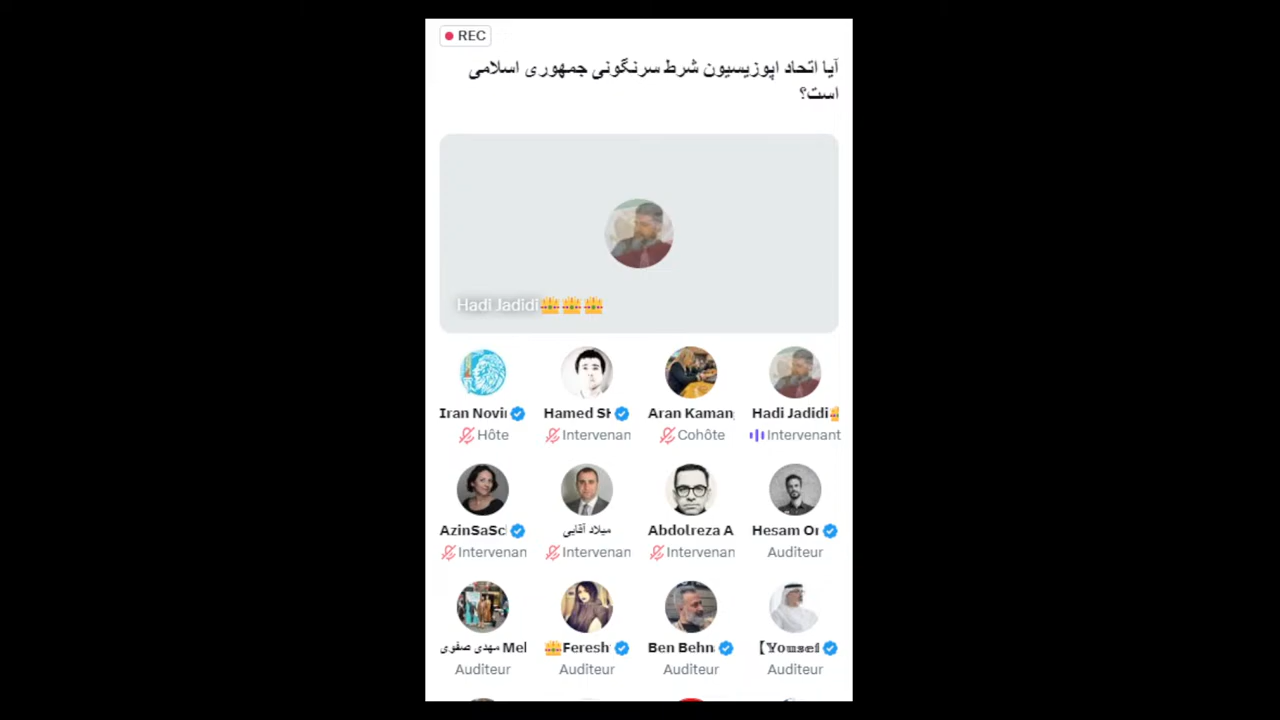 REC
آیا اتحاد اپوزیسیون شرط سرنگونی جمهوری اسلامی
است؟
Hadi Jadidi👑👑👑
Iran Novi
Hamed Sh
Aran Kaman
Hadi Jadidi
Hôte
Intervenan
Cohôte
Intervenant
AzinSaSc
میلاد آقایی
Abdolreza A
Hesam Or
Intervenan
Intervenan
Intervenan
Auditeur
مهدی صفوی Mel
👑Feresh
Ben Behn
【𝕐𝕠𝕦𝕤𝕖𝕗
Auditeur
Auditeur
Auditeur
Auditeur